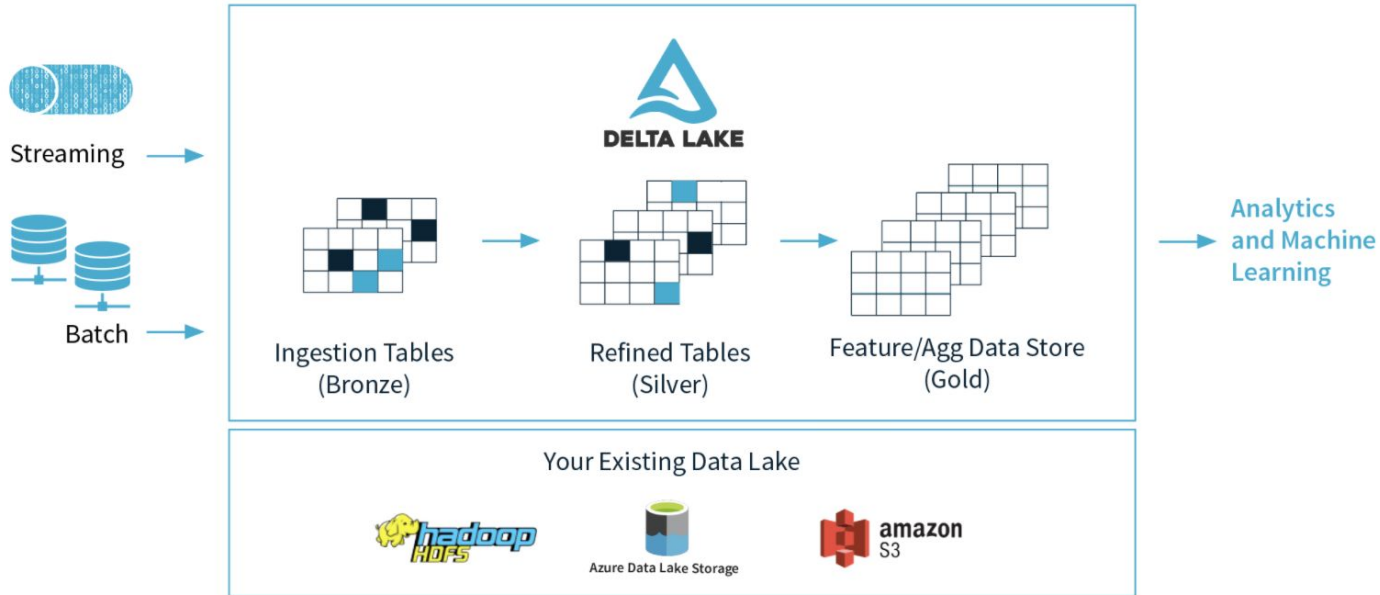 DELTA LAKE
Streaming
Batch
Ingestion Tables
(Bronze)
Refined Tables
(Silver)
Feature/Agg Data Store
(Gold)
Analytics
and Machine
Learning
Your Existing Data Lake
hadoop
HDFS
Azure Data Lake Storage
amazon
S3